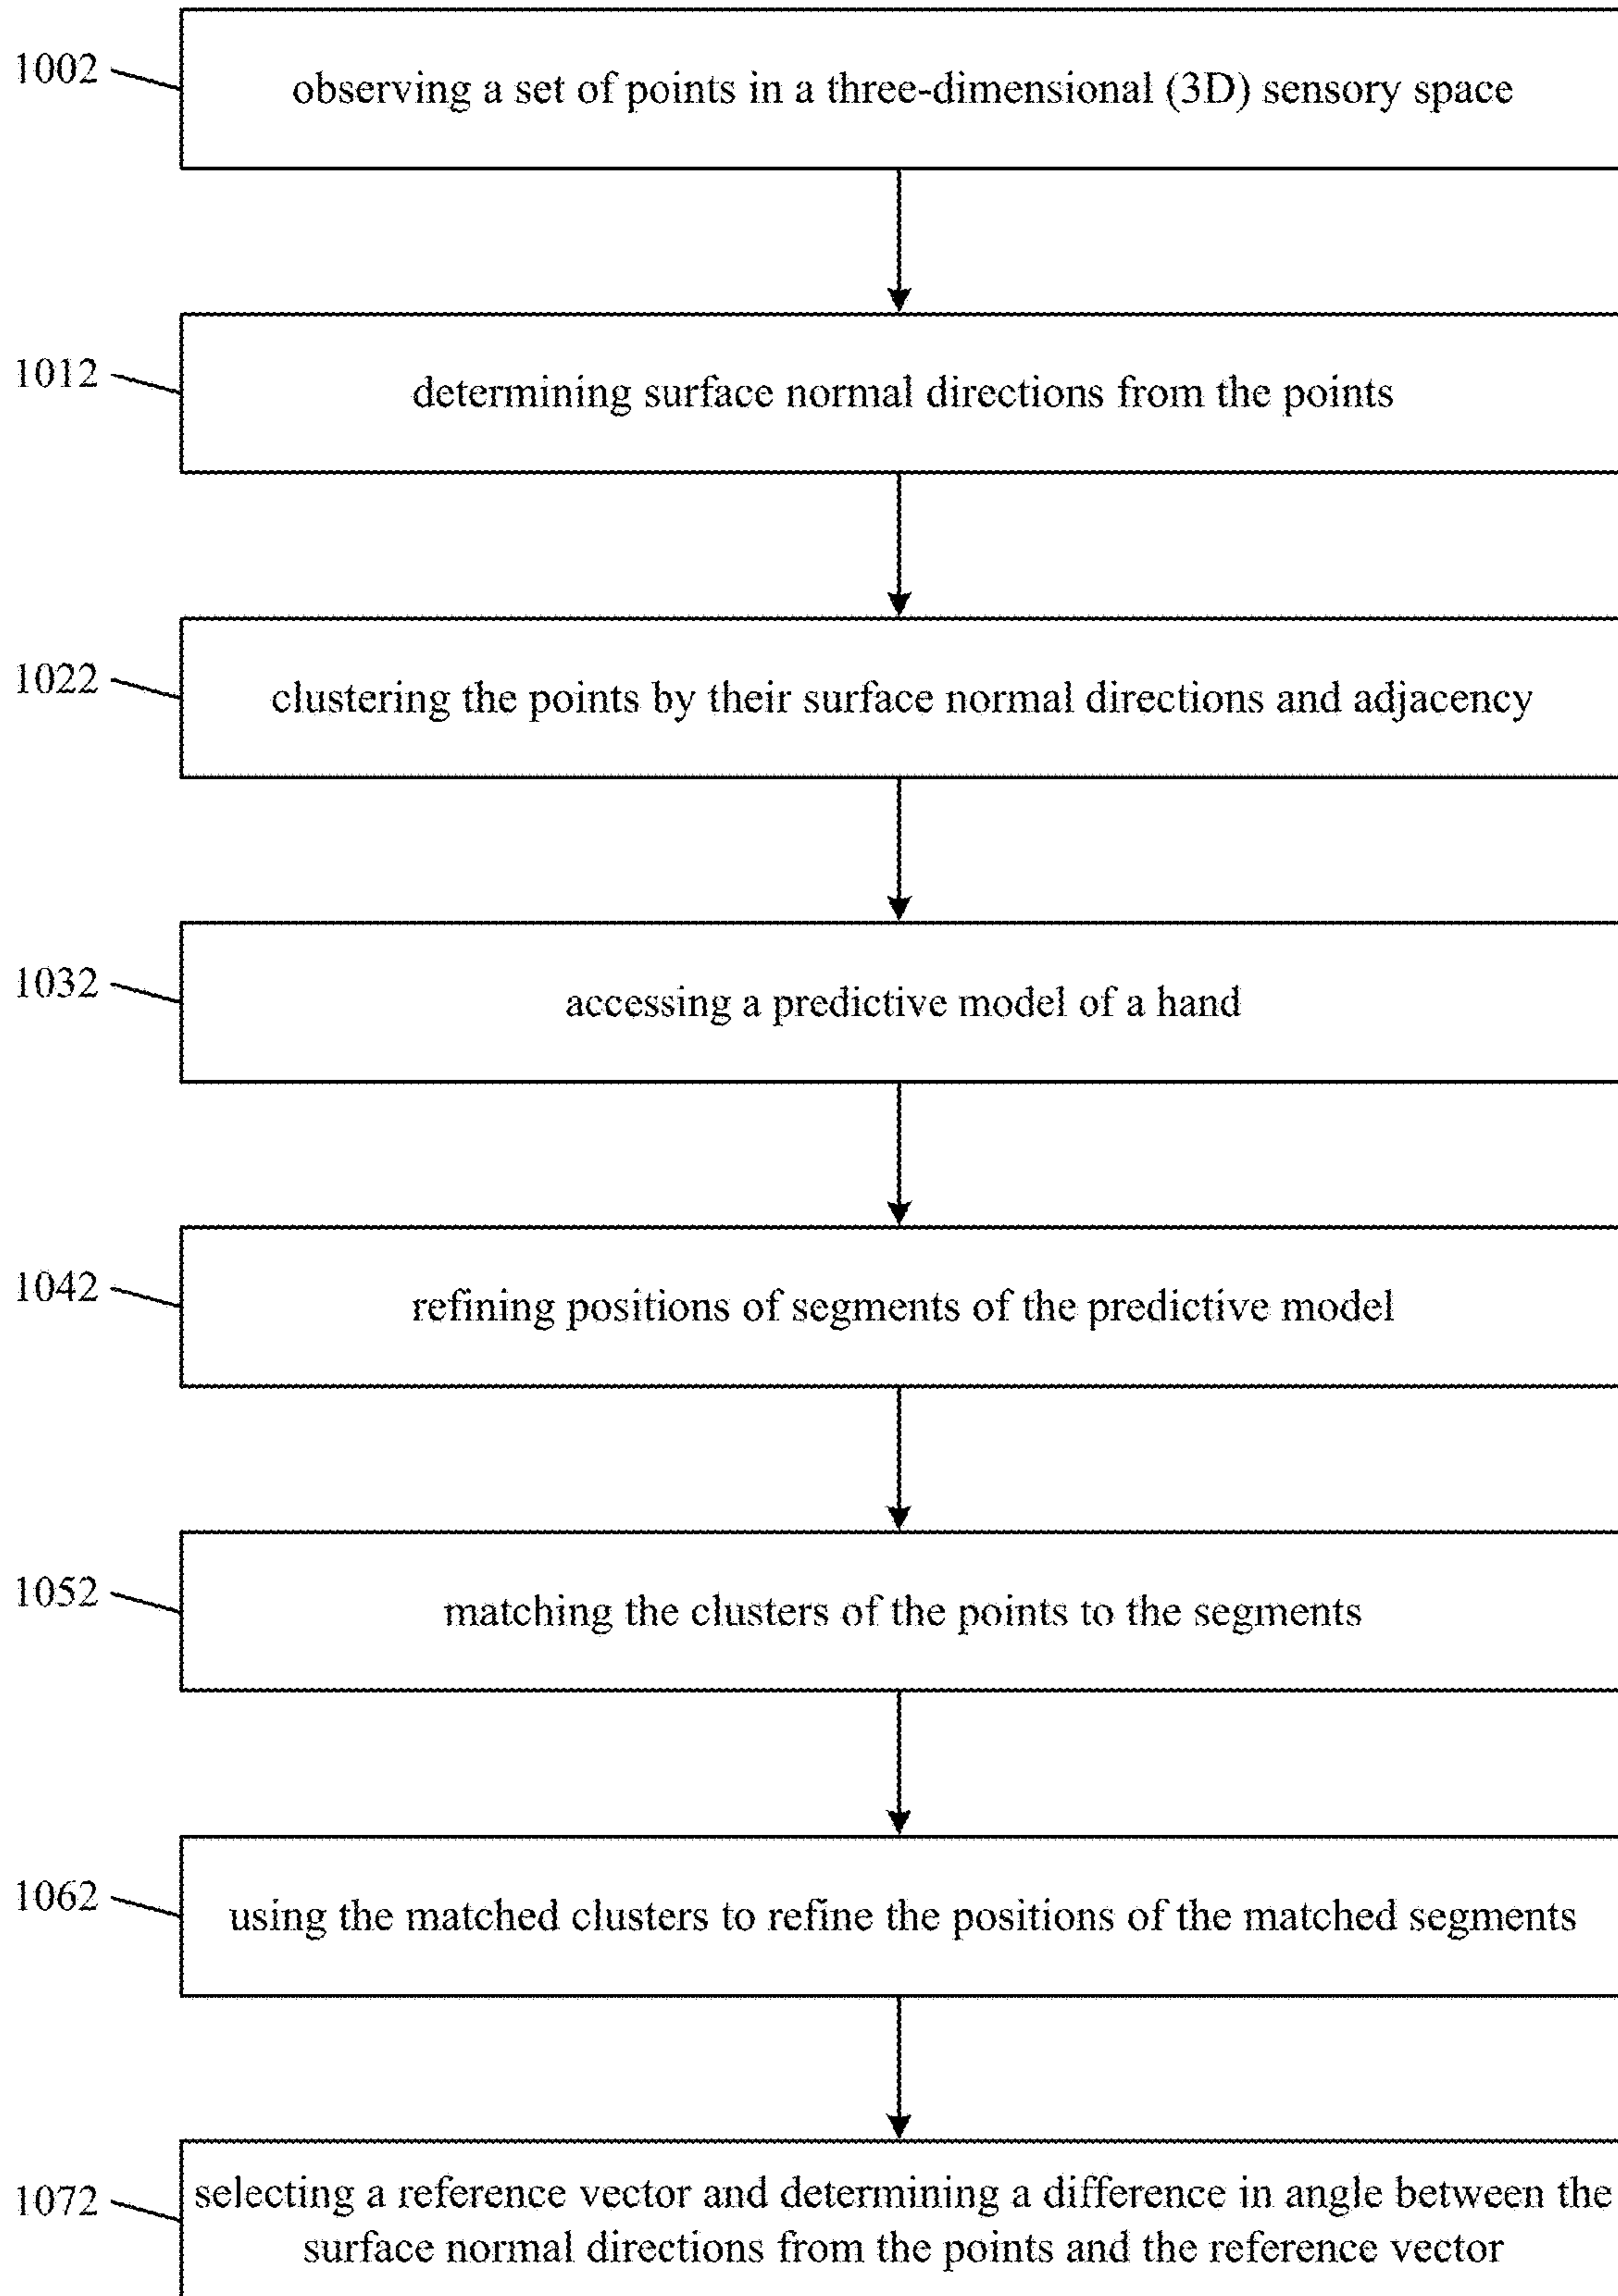 1002
observing a set of points in a three-dimensional (3D) sensory space
1012
determining surface normal directions from the points
1022
clustering the points by their surface normal directions and adjacency
1032
accessing a predictive model of a hand
1042
refining positions of segments of the predictive model
1052
matching the clusters of the points to the segments
1062
using the matched clusters to refine the positions of the matched segments
1072
selecting a reference vector and determining a difference in angle between the
surface normal directions from the points and the reference vector